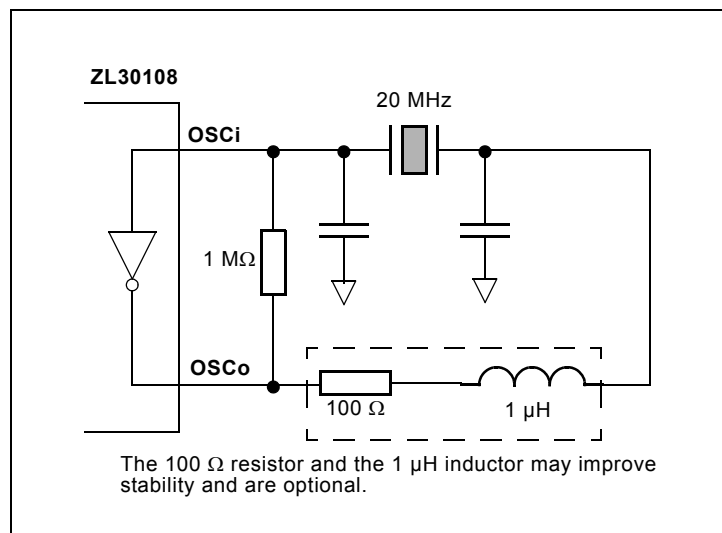 ZL30108
20 MHz
OSCi
1 MΩ
OSCo
100 Ω
1 µH
The 100 Ω resistor and the 1 µH inductor may improve
stability and are optional.